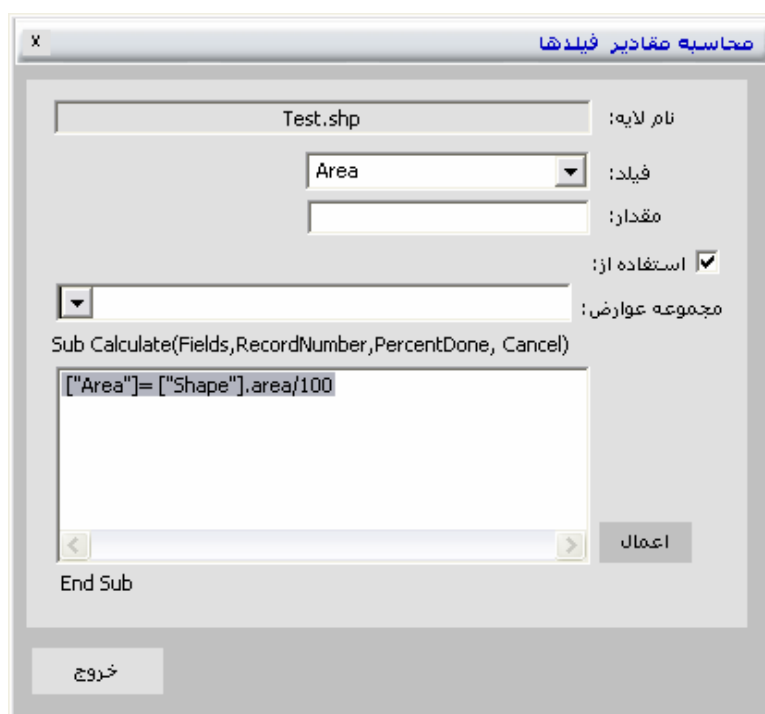 محاسبه مقادیر فیلدها x
نام لایه: Test.shp
فیلد: Area
مقدار:
استفاده از:
مجموعه عوارض:
Sub Calculate(Fields,RecordNumber,PercentDone, Cancel)
["Area"]= ["Shape"].area/100
اعمال
End Sub
خروج